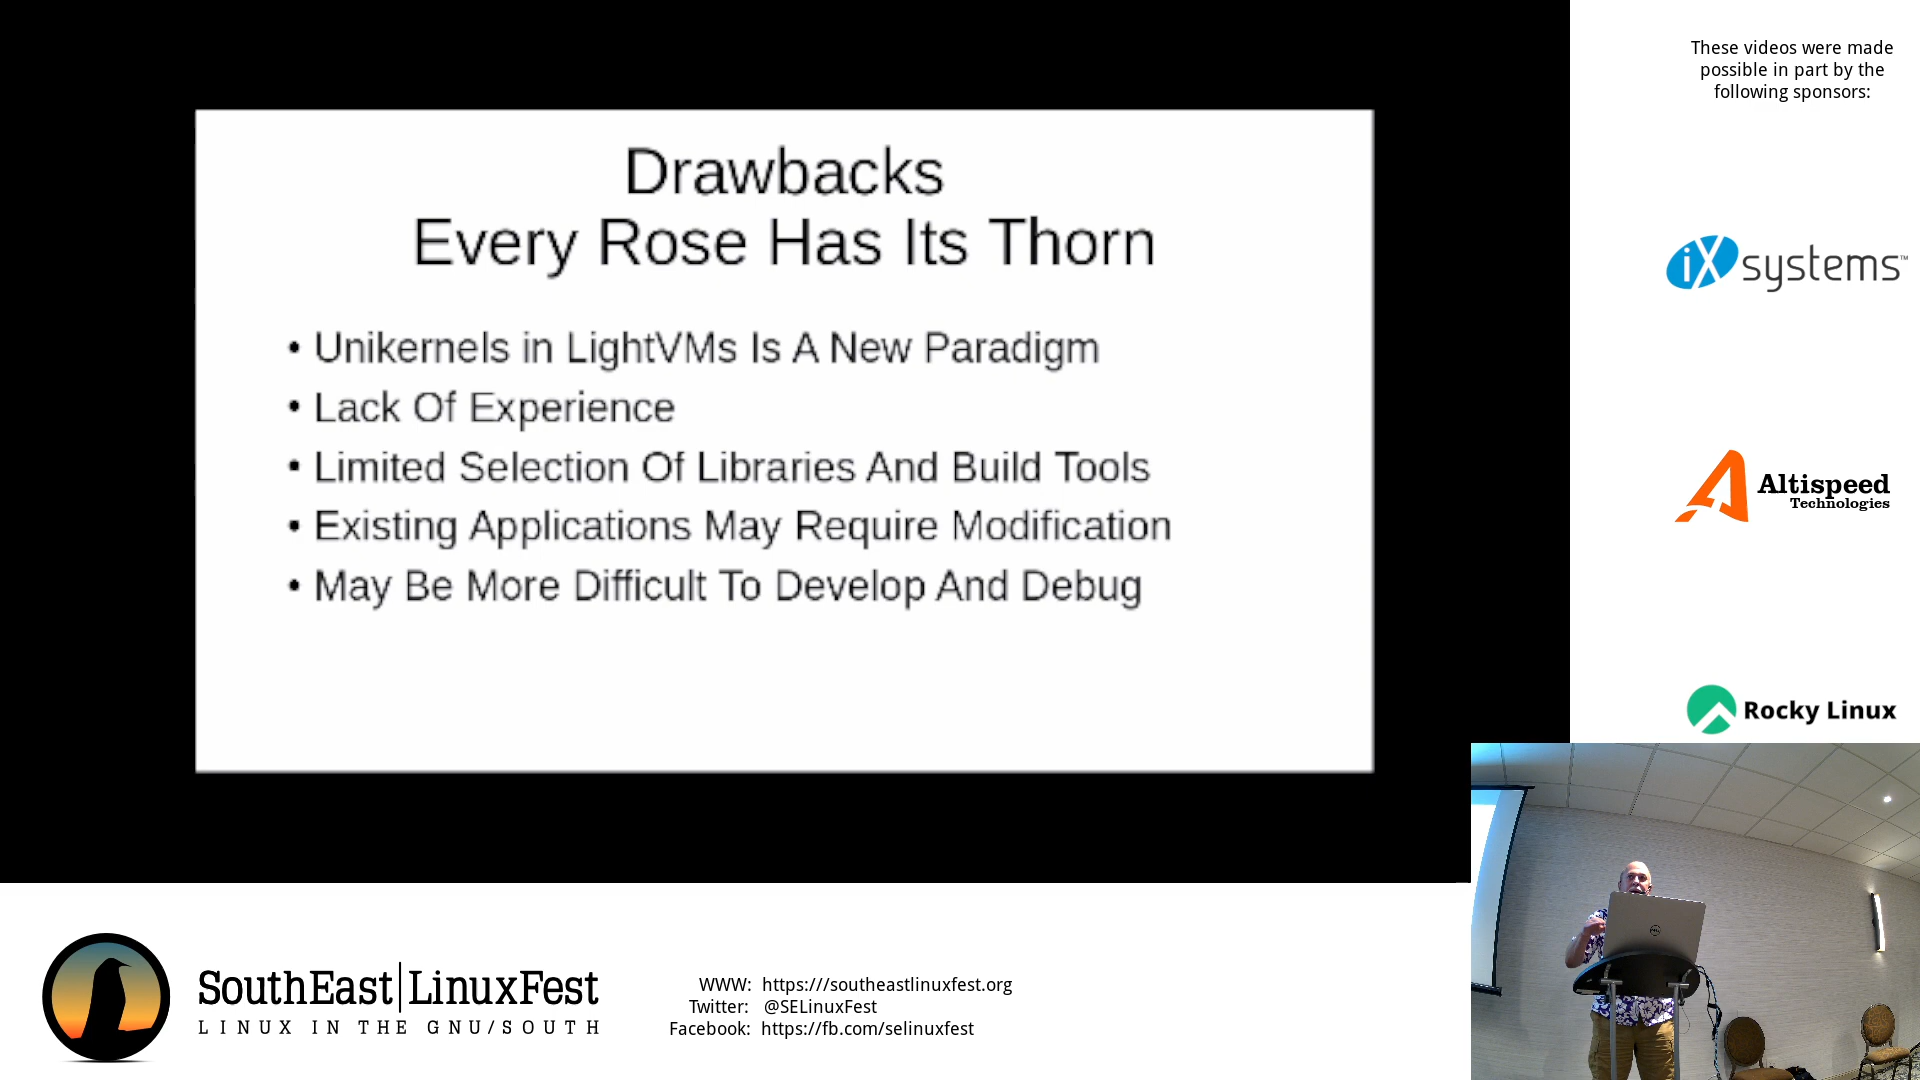 Drawbacks
Every Rose Has Its Thorn
• Unikernels in LightVMs Is A New Paradigm
• Lack Of Experience
• Limited Selection Of Libraries And Build Tools
• Existing Applications May Require Modification
• May Be More Difficult To Develop And Debug
These videos were made
possible in part by the
following sponsors:
iXsystems™
Altispeed
Technologies
Rocky Linux
DELL
SouthEast|LinuxFest
LINUX IN THE GNU/SOUTH
WWW: https:///southeastlinuxfest.org
Twitter: @SELinuxFest
Facebook: https://fb.com/selinuxfest